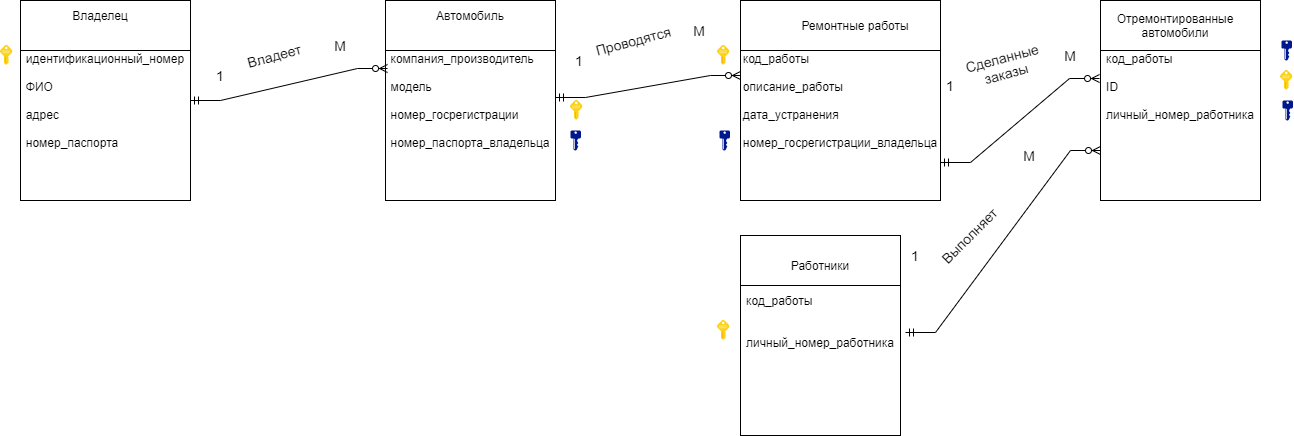 Владелец
идентификационный_номер
ФИО
адрес
номер_паспорта
1
Владеет
М
Автомобиль
компания_производитель
модель
номер_госрегистрации
номер_паспорта_владельца
1
Проводятся
М
Ремонтные работы
код_работы
описание_работы
дата_устранения
номер_госрегистрации_владельца
1
Сделанные
заказы
М
Отремонтированные
автомобили
код_работы
ID
личный_номер_работника
М
Выполняет
1
Работники
код_работы
личный_номер_работника